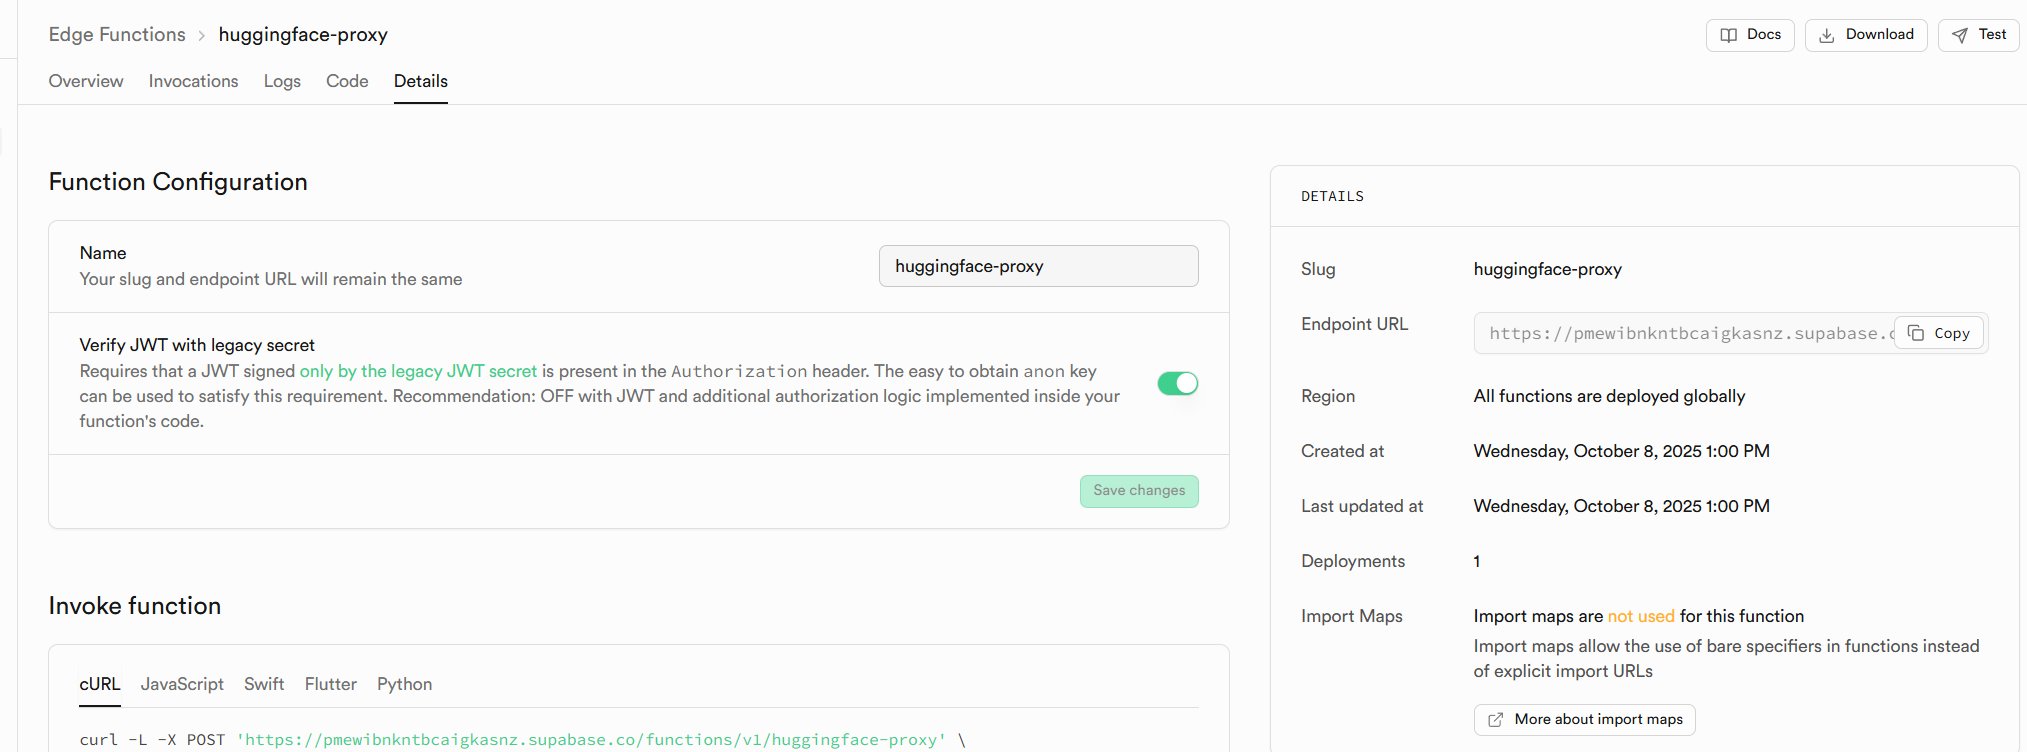 Edge Functions > huggingface-proxy
Docs
Download
Test
Overview
Invocations
Logs
Code
Details
Function Configuration
Name
Your slug and endpoint URL will remain the same
huggingface-proxy
Verify JWT with legacy secret
Requires that a JWT signed only by the legacy JWT secret is present in the Authorization header. The easy to obtain anon key
can be used to satisfy this requirement. Recommendation: OFF with JWT and additional authorization logic implemented inside your
function's code.
Save changes
Invoke function
cURL
JavaScript
Swift
Flutter
Python
curl -L -X POST 'https://pmewibnkntbcaigkasnz.supabase.co/functions/v1/huggingface-proxy' \
DETAILS
Slug
huggingface-proxy
Endpoint URL
https://pmewibnkntbcaigkasnz.supabase.
Copy
Region
All functions are deployed globally
Created at
Wednesday, October 8, 2025 1:00 PM
Last updated at
Wednesday, October 8, 2025 1:00 PM
Deployments
1
Import Maps
Import maps are not used for this function
Import maps allow the use of bare specifiers in functions instead
of explicit import URLs
More about import maps